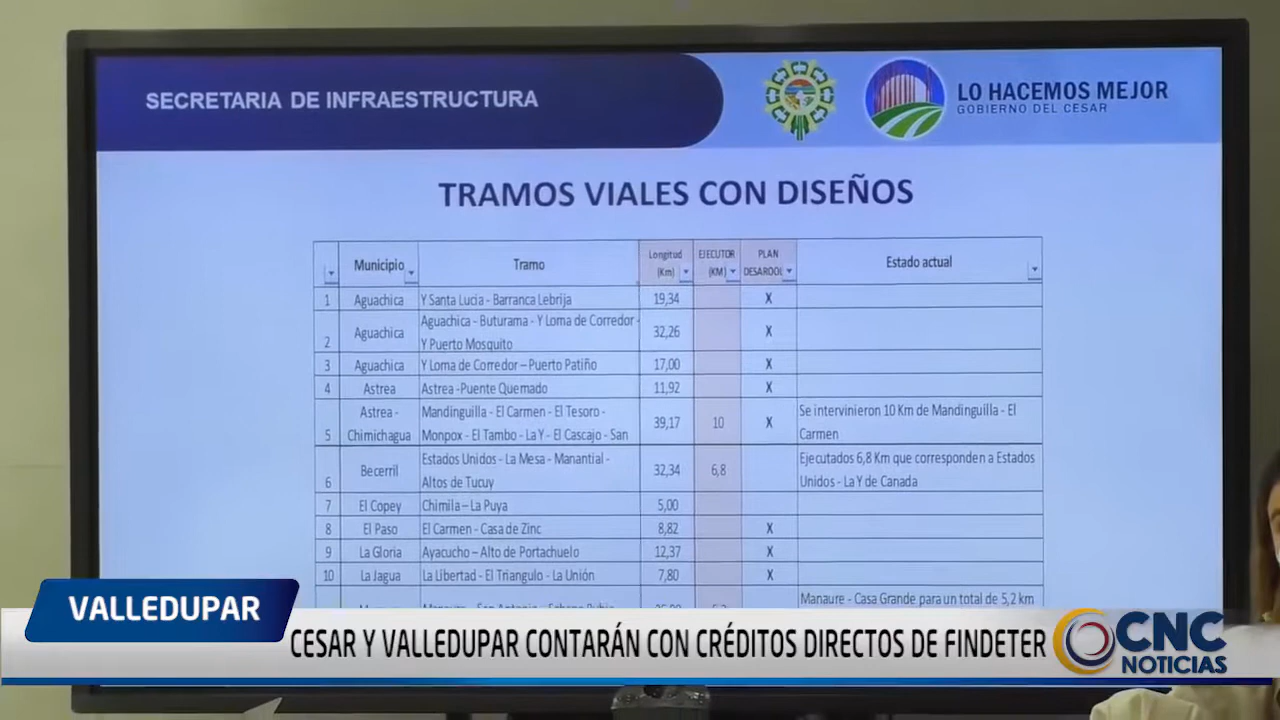 SECRETARIA DE INFRAESTRUCTURA
LO HACEMOS MEJOR
GOBIERNO DEL CESAR
TRAMOS VIALES CON DISEÑOS
Municipio Tramo Longitud (Km) EJECUTOR (KM) PLAN DESARROL Estado actual
1 Aguachica Y Santa Lucia - Barranca Lebrija 19,34 X
2 Aguachica Aguachica - Buturama - Y Loma de Corredor - Y Puerto Mosquito 32,26 X
3 Aguachica Y Loma de Corredor – Puerto Patiño 17,00 X
4 Astrea Astrea -Puente Quemado 11,92 X
5 Astrea - Chimichagua Mandinguilla - El Carmen - El Tesoro - Monpox - El Tambo - La Y - El Cascajo - San 39,17 10 X Se intervinieron 10 Km de Mandinguilla - El Carmen
6 Becerril Estados Unidos - La Mesa - Manantial - Altos de Tucuy 32,34 6,8 Ejecutados 6,8 Km que corresponden a Estados Unidos - La Y de Canada
7 El Copey Chimila – La Puya 5,00
8 El Paso El Carmen - Casa de Zinc 8,82 X
9 La Gloria Ayacucho – Alto de Portachuelo 12,37 X
10 La Jagua La Libertad - El Triangulo - La Unión 7,80 X
Manaure - Casa Grande para un total de 5,2 km
VALLEDUPAR
CESAR Y VALLEDUPAR CONTARÁN CON CRÉDITOS DIRECTOS DE FINDETER
CNC
NOTICIAS